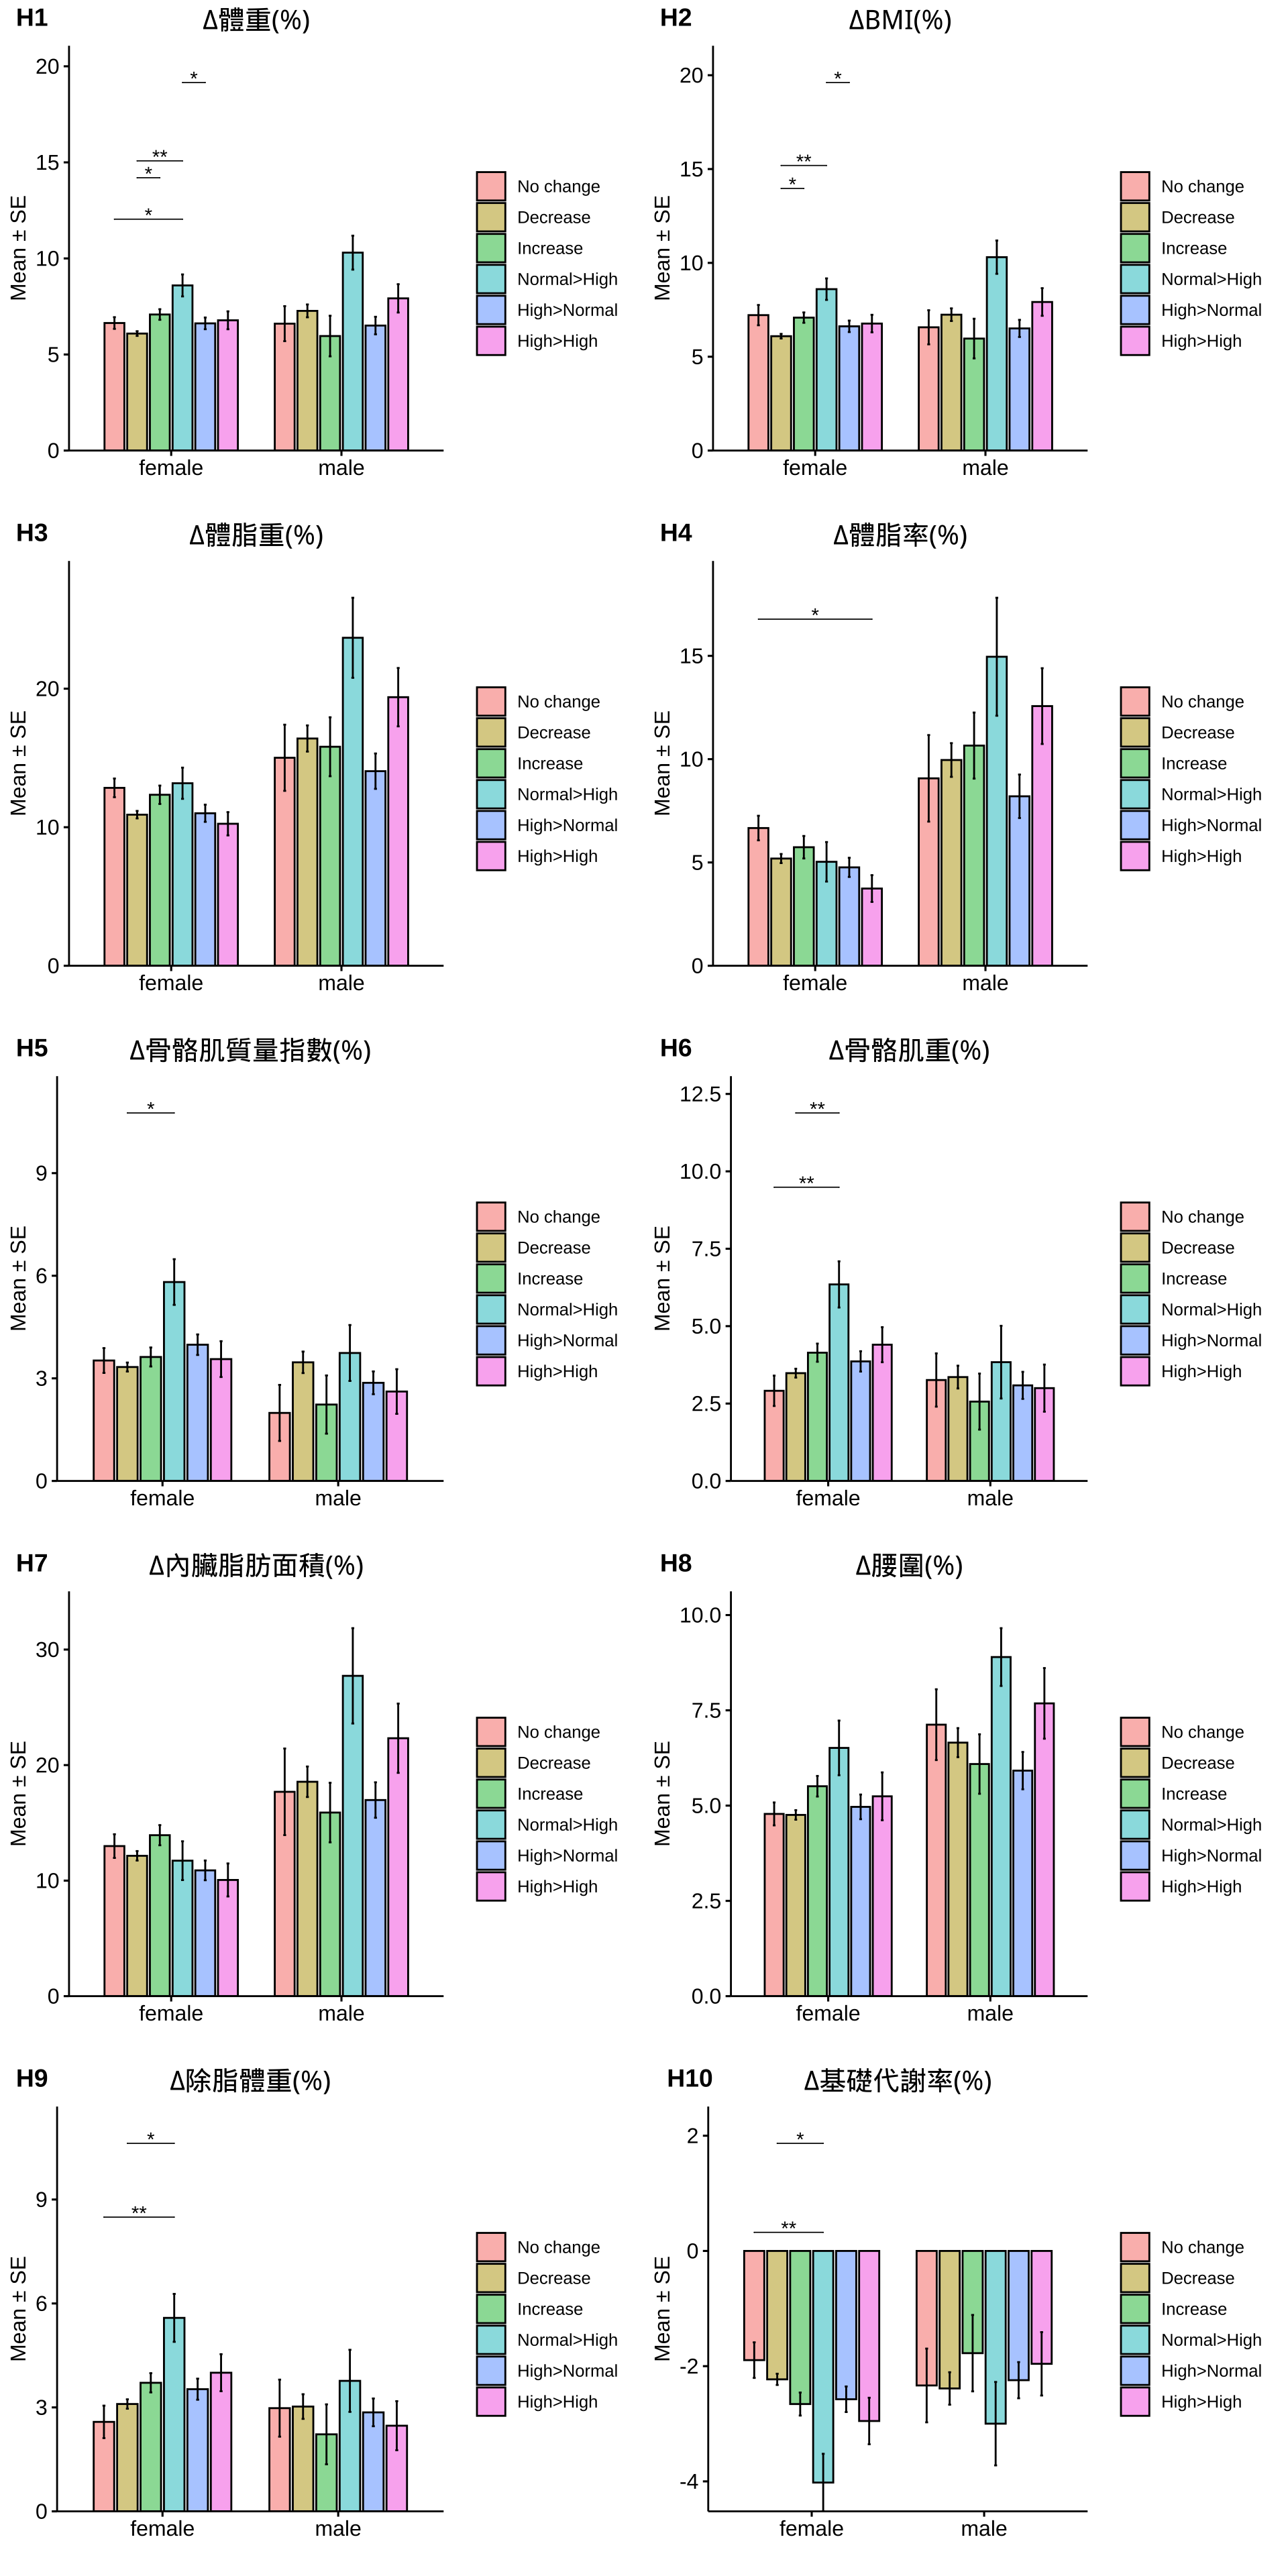 H1
Δ體重(%)
Mean ± SE
20
15
10
5
0
*
**
*
*
female
male
No change
Decrease
Increase
Normal>High
High>Normal
High>High
H2
ΔBMI(%)
Mean ± SE
20
15
10
5
0
*
**
*
female
male
No change
Decrease
Increase
Normal>High
High>Normal
High>High
H3
Δ體脂重(%)
Mean ± SE
20
10
0
female
male
No change
Decrease
Increase
Normal>High
High>Normal
High>High
H4
Δ體脂率(%)
Mean ± SE
15
10
5
0
*
female
male
No change
Decrease
Increase
Normal>High
High>Normal
High>High
H5
Δ骨骼肌質量指數(%)
Mean ± SE
9
6
3
0
*
female
male
No change
Decrease
Increase
Normal>High
High>Normal
High>High
H6
Δ骨骼肌重(%)
Mean ± SE
12.5
10.0
7.5
5.0
2.5
0.0
**
**
female
male
No change
Decrease
Increase
Normal>High
High>Normal
High>High
H7
Δ內臟脂肪面積(%)
Mean ± SE
30
20
10
0
female
male
No change
Decrease
Increase
Normal>High
High>Normal
High>High
H8
Δ腰圍(%)
Mean ± SE
10.0
7.5
5.0
2.5
0.0
female
male
No change
Decrease
Increase
Normal>High
High>Normal
High>High
H9
Δ除脂體重(%)
Mean ± SE
9
6
3
0
*
**
female
male
No change
Decrease
Increase
Normal>High
High>Normal
High>High
H10
Δ基礎代謝率(%)
Mean ± SE
2
0
-2
-4
*
**
female
male
No change
Decrease
Increase
Normal>High
High>Normal
High>High